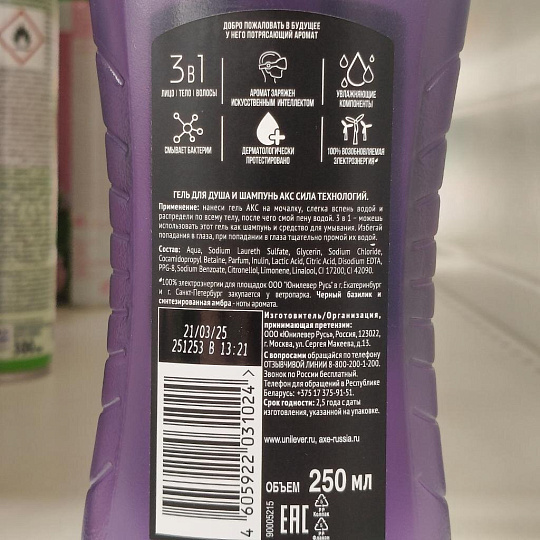 ДОБРО ПОЖАЛОВАТЬ В БУДУЩЕЕ
У НЕГО ПОТРЯСАЮЩИЙ АРОМАТ
3 в 1
ЛИЦО / ТЕЛО / ВОЛОСЫ
АРОМАТ ЗАРЯЖЕН
ИСКУССТВЕННЫМ ИНТЕЛЛЕКТОМ
УВЛАЖНЯЮЩИЕ
КОМПОНЕНТЫ
СМЫВАЕТ БАКТЕРИИ
ДЕРМАТОЛОГИЧЕСКИ
ПРОТЕСТИРОВАНО
100% ВОЗОБНОВЛЯЕМАЯ
ЭЛЕКТРОЭНЕРГИЯ*
ГЕЛЬ ДЛЯ ДУША И ШАМПУНЬ АКС СИЛА ТЕХНОЛОГИЙ.
Применение: нанеси гель АКС на мочалку, слегка вспень водой и
распредели по всему телу, после чего смой пену водой. 3 в 1 – можешь
использовать этот гель как шампунь и средство для умывания. Избегай
попадания в глаза, при попадании в глаза тщательно промой их водой.
Состав: Aqua, Sodium Laureth Sulfate, Glycerin, Sodium Chloride,
Cocamidopropyl Betaine, Parfum, Inulin, Lactic Acid, Citric Acid, Disodium EDTA,
PPG-8, Sodium Benzoate, Citronellol, Limonene, Linalool, CI 17200, CI 42090.
*100% электроэнергии для площадок ООО "Юнилевер Русь" в г. Екатеринбург
и г. Санкт-Петербург закупается у ветропарка. Черный базилик и
синтезированная амбра - ноты аромата.
21/03/25
251253 B 13:21
Изготовитель/Организация,
принимающая претензии:
ООО «Юнилевер Русь», Россия, 123022,
г. Москва, ул. Сергея Макеева, д.13.
С вопросами обращайся по телефону
ОТЗЫВЧИВОЙ ЛИНИИ 8-800-200-1-200.
Звонок по России бесплатный.
Телефон для обращений в Республике
Беларусь: +375 17 375-91-51.
Срок годности: 2,5 года с даты
изготовления, указанной на упаковке.
www.unilever.ru, axe-russia.ru
ОБЪЕМ 250 МЛ
4 605922 031024 >
90005215
EAC
PP
Колпак
PP
Флакон